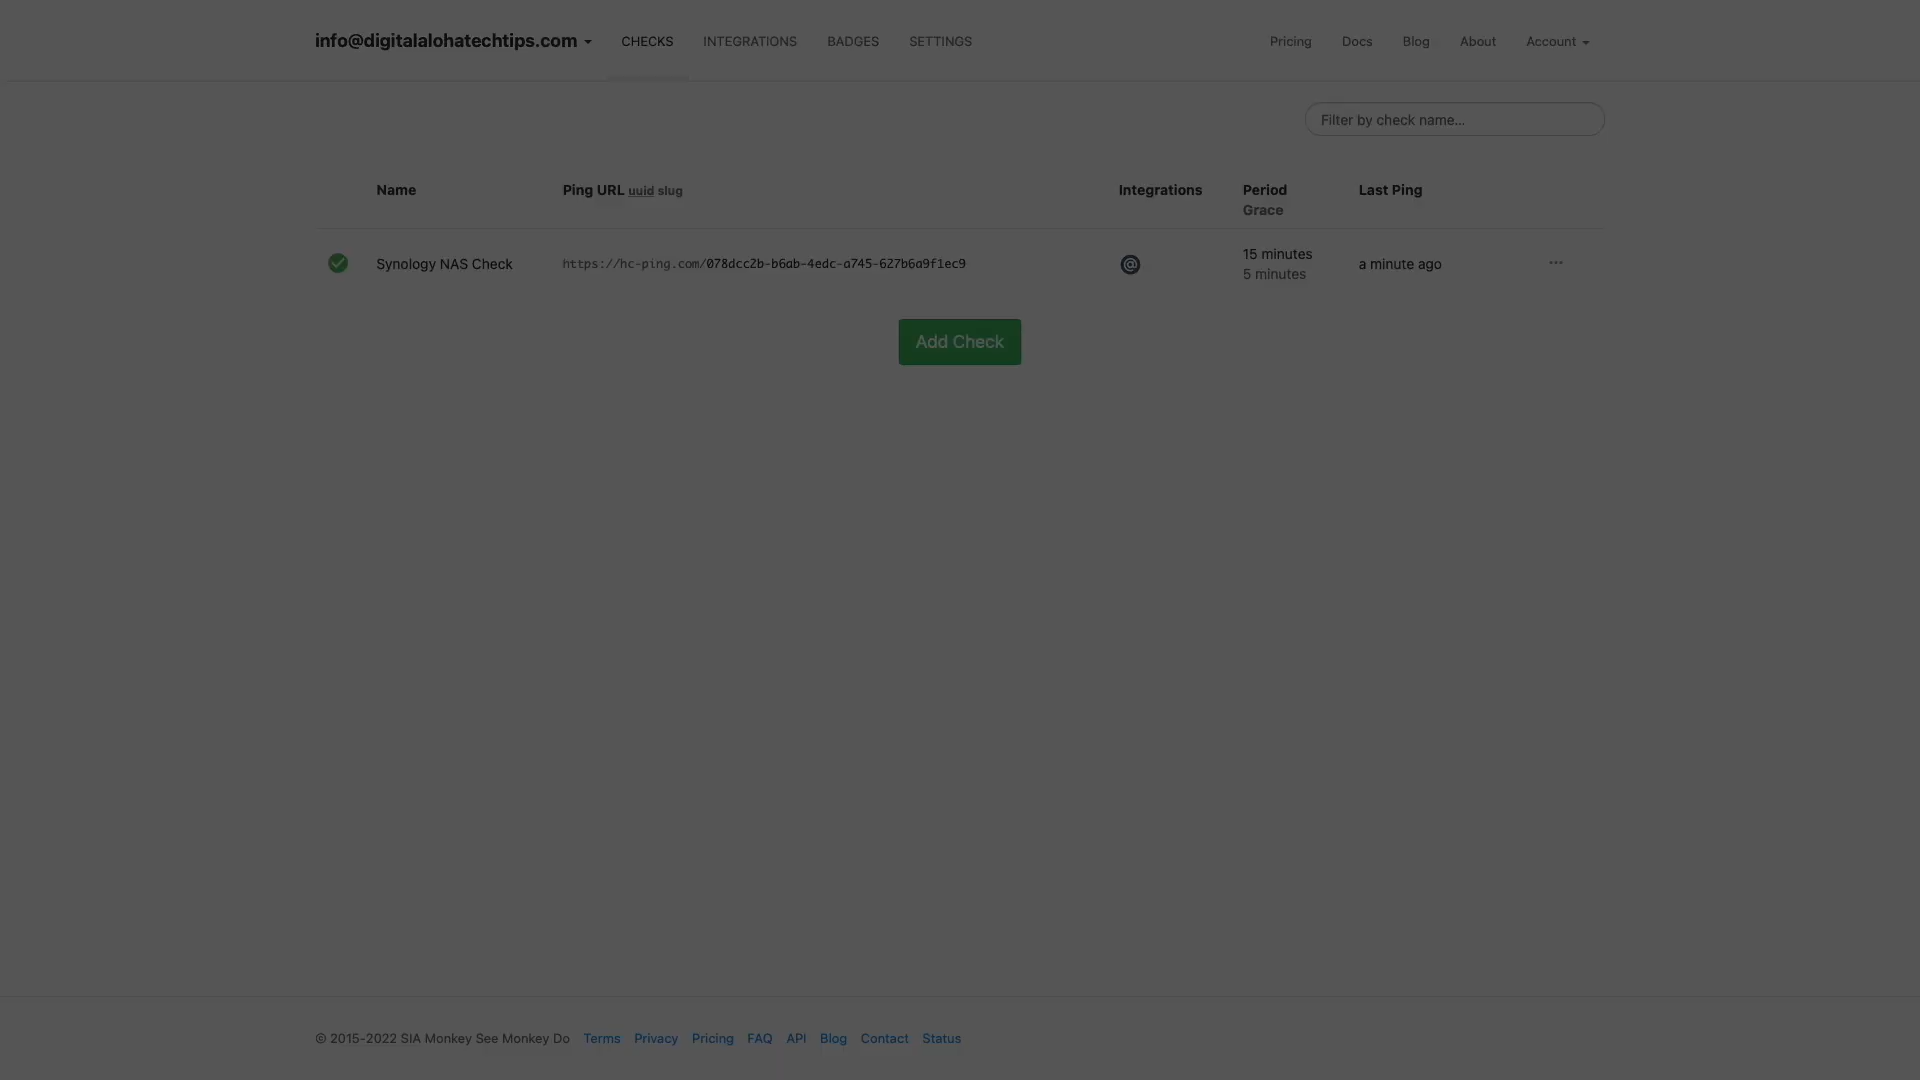 info@digitalalohatechtips.com CHECKS INTEGRATIONS BADGES SETTINGS Pricing Docs Blog About Account
Filter by check name...
Name Ping URL uuid slug Integrations Period Last Ping
Grace
Synology NAS Check https://hc-ping.com/078dcc2b-b6ab-4edc-a745-627b6a9f1ec9 @ 15 minutes a minute ago ...
5 minutes
Add Check
© 2015-2022 SIA Monkey See Monkey Do Terms Privacy Pricing FAQ API Blog Contact Status